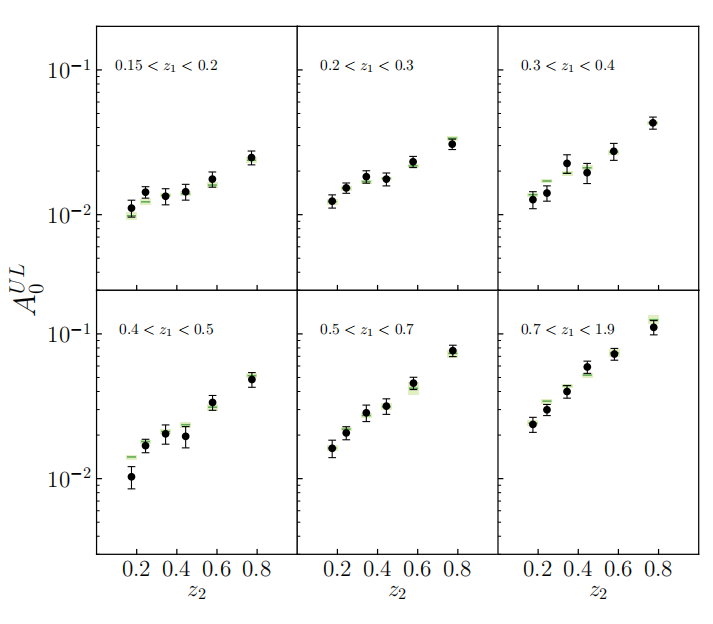 0.15 < z₁ < 0.2
0.2 < z₁ < 0.3
0.3 < z₁ < 0.4
10⁻¹
10⁻²
A₀ᵁᴸ
0.4 < z₁ < 0.5
0.5 < z₁ < 0.7
0.7 < z₁ < 1.9
10⁻¹
10⁻²
0.2 0.4 0.6 0.8
0.2 0.4 0.6 0.8
0.2 0.4 0.6 0.8
z₂
z₂
z₂